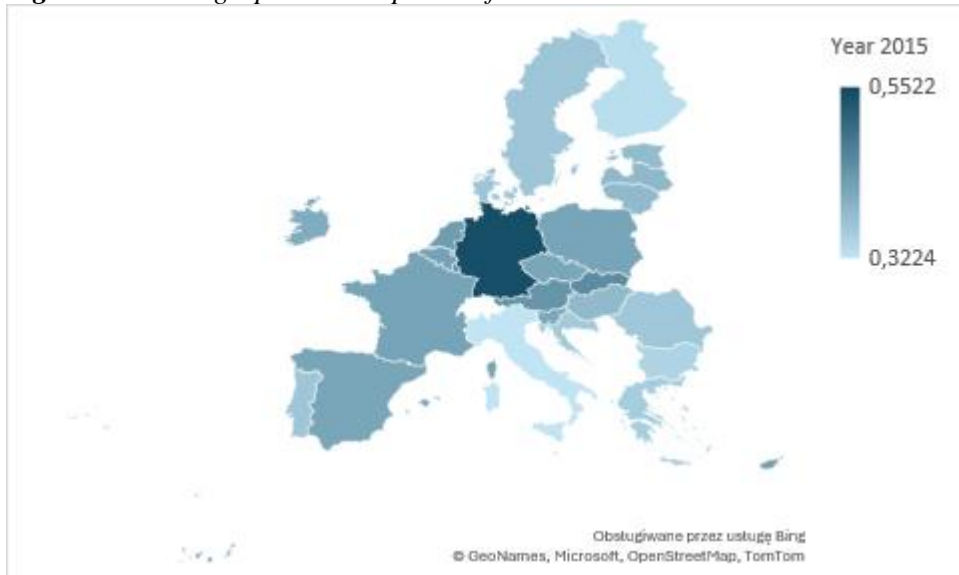 Year 2015
0,5522
0,3224
Obsługiwane przez usługę Bing
© GeoNames, Microsoft, OpenStreetMap, TomTom